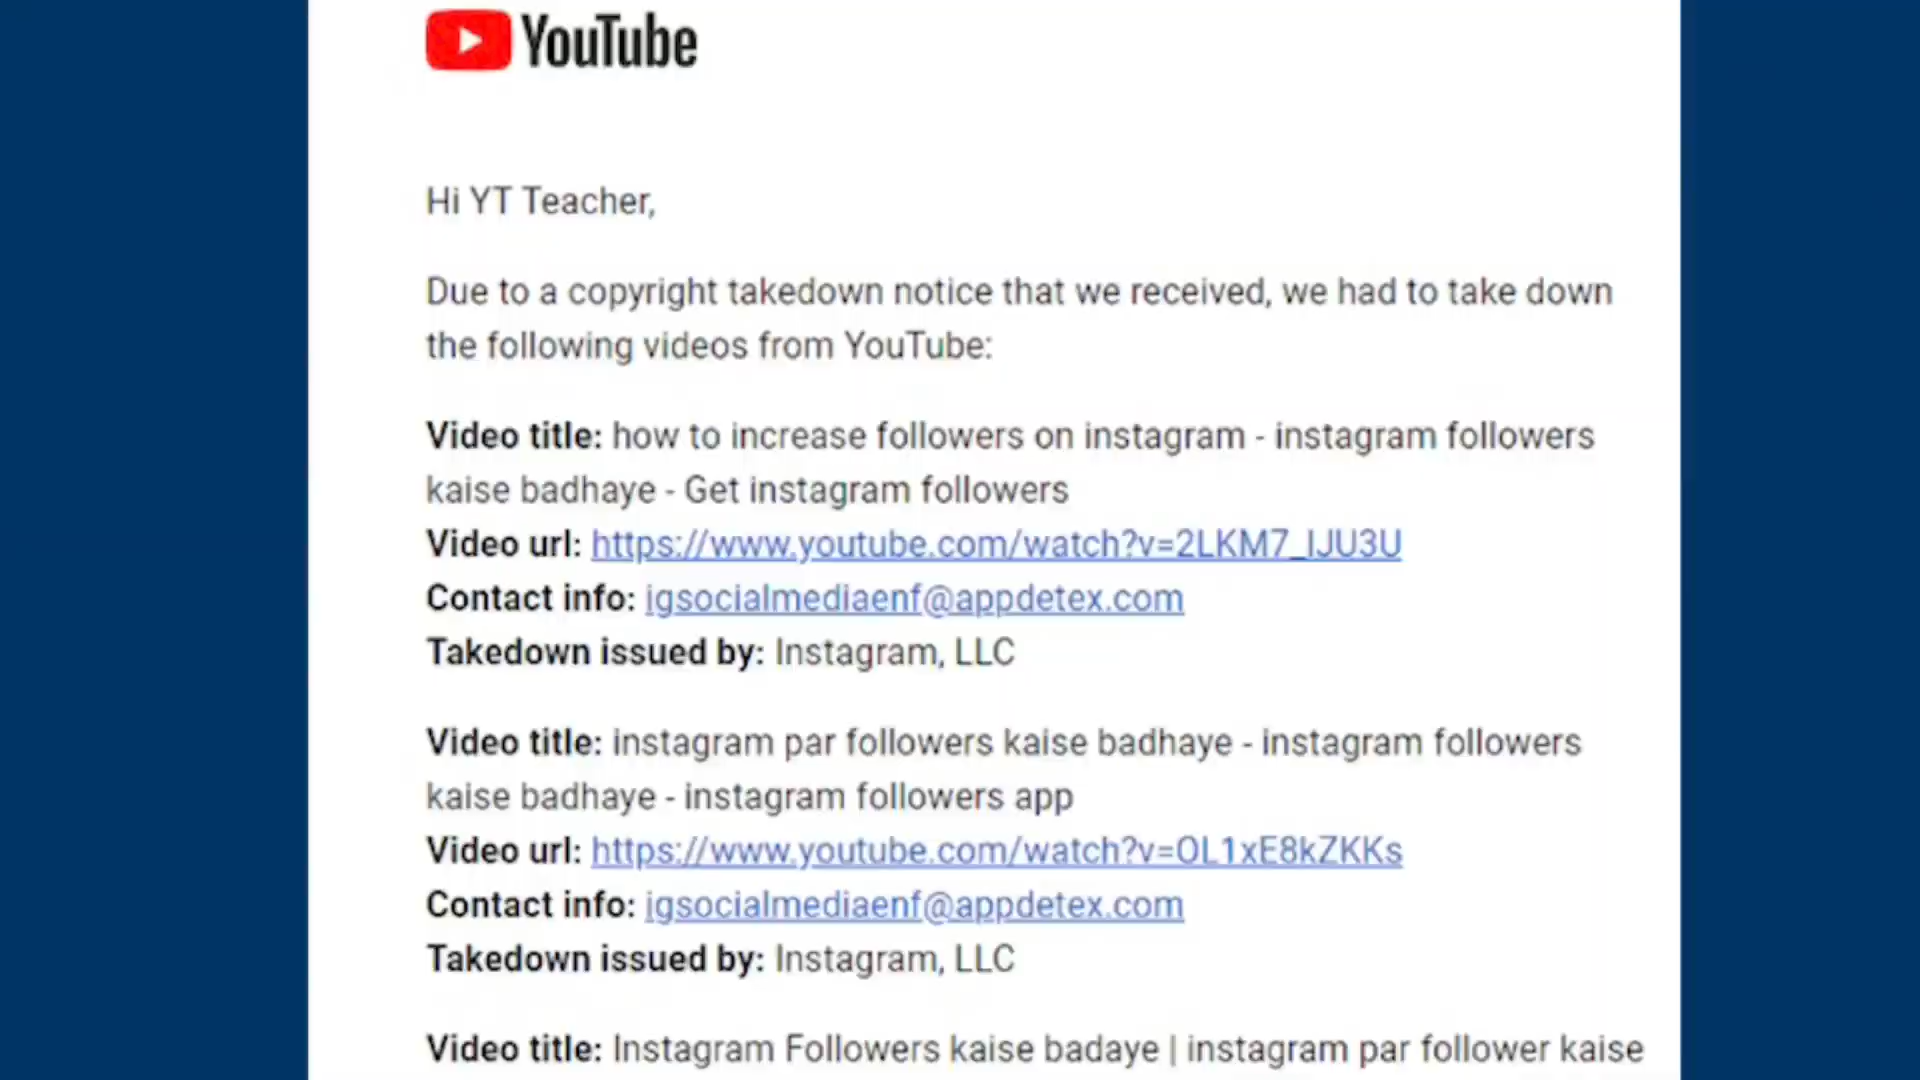 YouTube
Hi YT Teacher,
Due to a copyright takedown notice that we received, we had to take down
the following videos from YouTube:
Video title: how to increase followers on instagram - instagram followers
kaise badhaye - Get instagram followers
Video url: https://www.youtube.com/watch?v=2LKM7_IJU3U
Contact info: igsocialmediaenf@appdetex.com
Takedown issued by: Instagram, LLC
Video title: instagram par followers kaise badhaye - instagram followers
kaise badhaye - instagram followers app
Video url: https://www.youtube.com/watch?v=OL1xE8kZKKs
Contact info: igsocialmediaenf@appdetex.com
Takedown issued by: Instagram, LLC
Video title: Instagram Followers kaise badaye | instagram par follower kaise